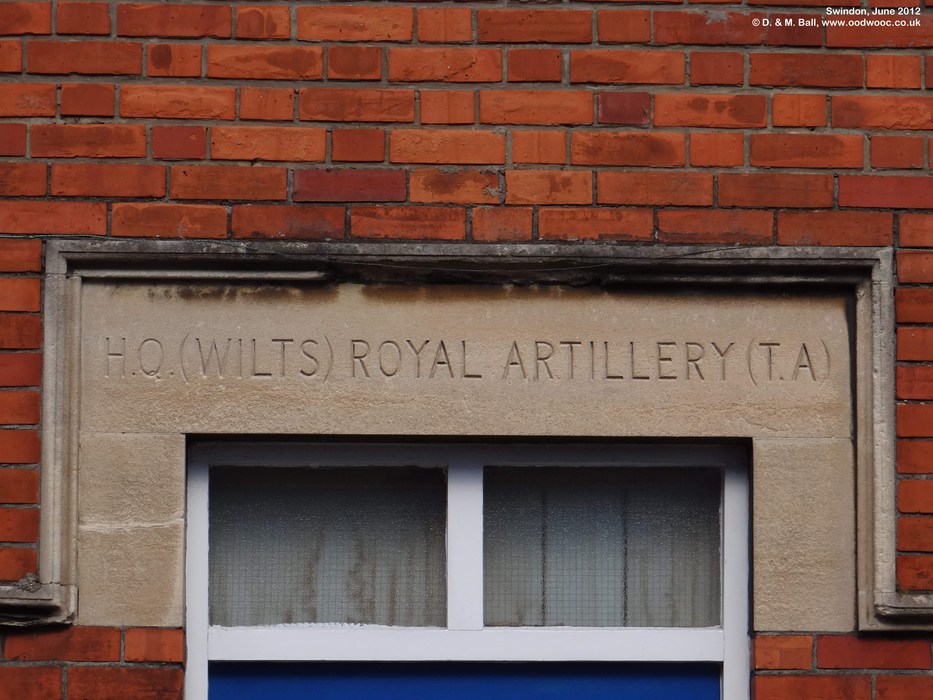 Swindon, June 2012
© D. & M. Ball, www.oodwooc.co.uk
H.Q. (WILTS) ROYAL ARTILLERY (T. A)